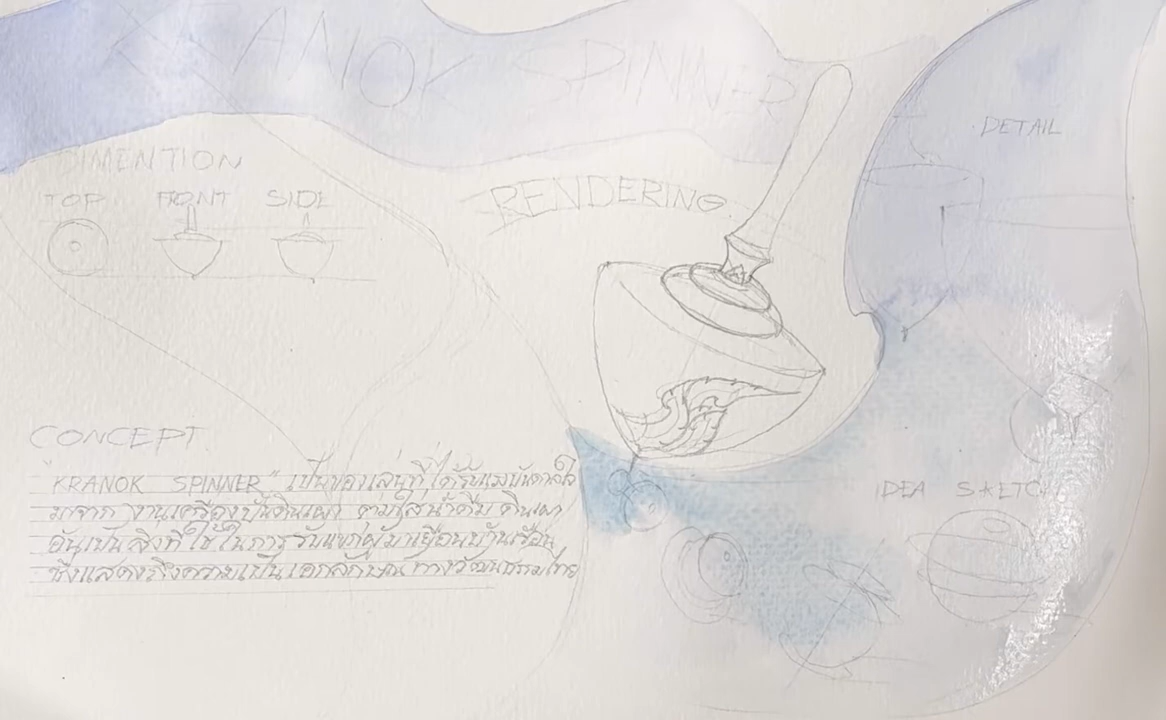 KRANOK SPINNER
DIMENTION
TOP FRONT SIDE
RENDERING
DETAIL
CONCEPT
"KRANOK SPINNER" เป็นของเล่นที่ ได้รับแรงบันดาลใจ
มาจาก งานเครื่องปั้นดินเผา คนโทใส่น้ำดื่ม ดินเผา
อันเป็น สิ่งที่ ใช้ ในการ รับแขกผู้มาเยือนบ้านเรือน
ซึ่งแสดงถึงความเป็น เอกลักษณ์ ทางวัฒนธรรมไทย
IDEA SKETCH